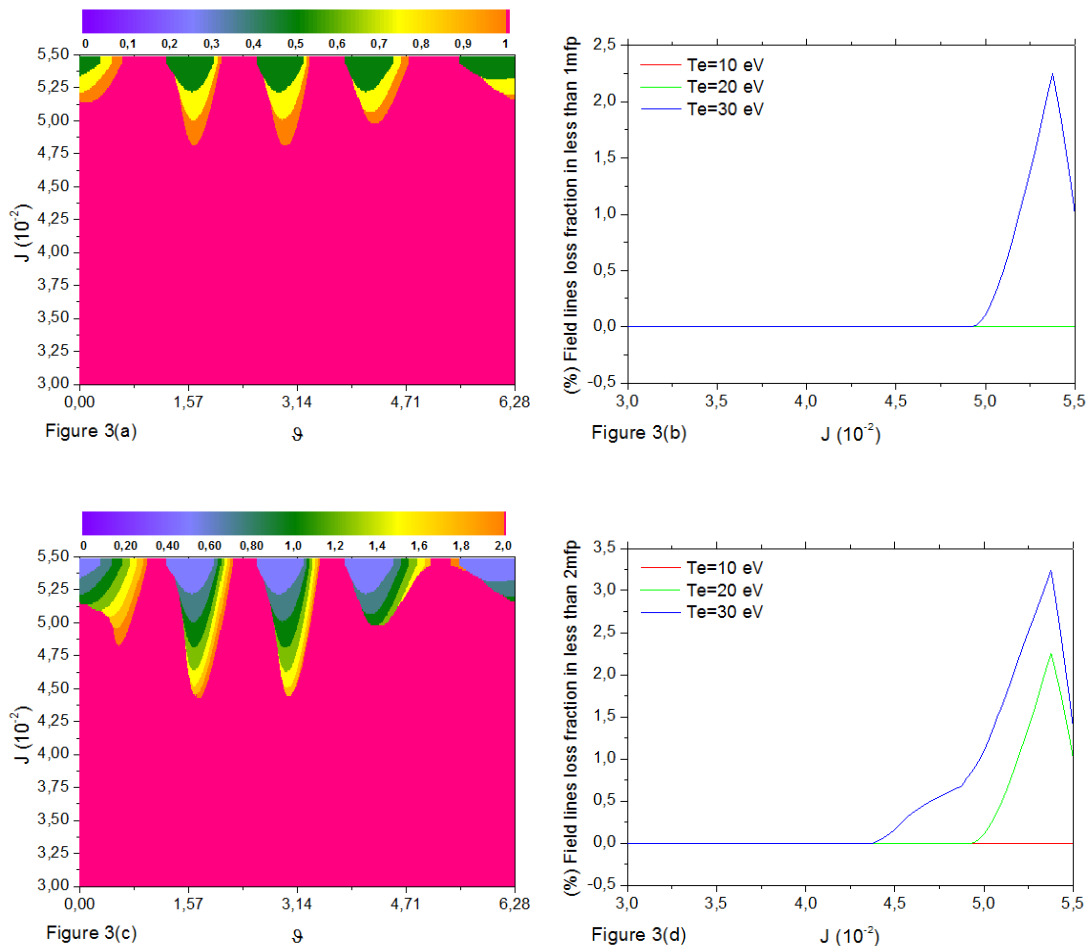 0 0,1 0,2 0,3 0,4 0,5 0,6 0,7 0,8 0,9 1
5,50
5,25
5,00
4,75
4,50
4,25
4,00
3,75
3,50
3,25
3,00
J (10⁻²)
0,00 1,57 3,14 4,71 6,28
Figure 3(a) ϑ
(%) Field lines loss fraction in less than 1mfp
2,5
2,0
1,5
1,0
0,5
0,0
-0,5
Te=10 eV
Te=20 eV
Te=30 eV
3,0 3,5 4,0 4,5 5,0 5,5
Figure 3(b) J (10⁻²)
0 0,20 0,40 0,60 0,80 1,0 1,2 1,4 1,6 1,8 2,0
5,50
5,25
5,00
4,75
4,50
4,25
4,00
3,75
3,50
3,25
3,00
J (10⁻²)
0,00 1,57 3,14 4,71 6,28
Figure 3(c) ϑ
(%) Field lines loss fraction in less than 2mfp
3,5
3,0
2,5
2,0
1,5
1,0
0,5
0,0
-0,5
Te=10 eV
Te=20 eV
Te=30 eV
3,0 3,5 4,0 4,5 5,0 5,5
Figure 3(d) J (10⁻²)